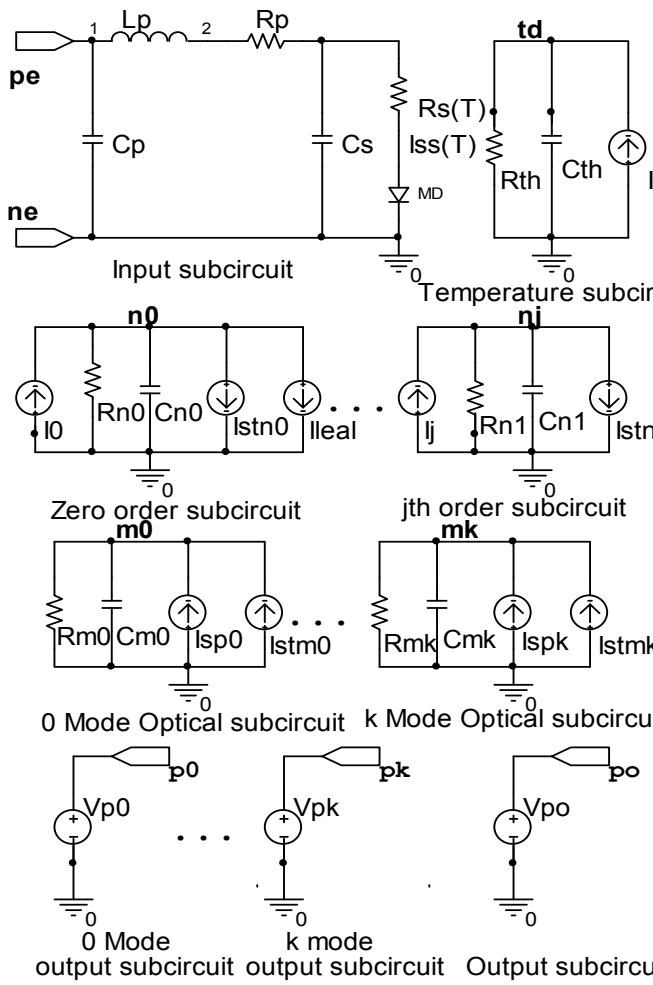 Lp
Rp
1
2
td
pe
Cp
Cs
Rs(T)
Iss(T)
Rth
Cth
I
MD
ne
0
0
Input subcircuit
Temperature subcir
n0
nj
I0
Rn0
Cn0
Istn0
Ileal
. . .
Ij
Rn1
Cn1
Istn
0
0
Zero order subcircuit
jth order subcircuit
m0
mk
Rm0
Cm0
Isp0
Istm0
. . .
Rmk
Cmk
Ispk
Istmk
0
0
0 Mode Optical subcircuit
k Mode Optical subcircu
p0
pk
po
Vp0
. . .
Vpk
Vpo
0
0
0
0 Mode
output subcircuit
k mode
output subcircuit
Output subcircu